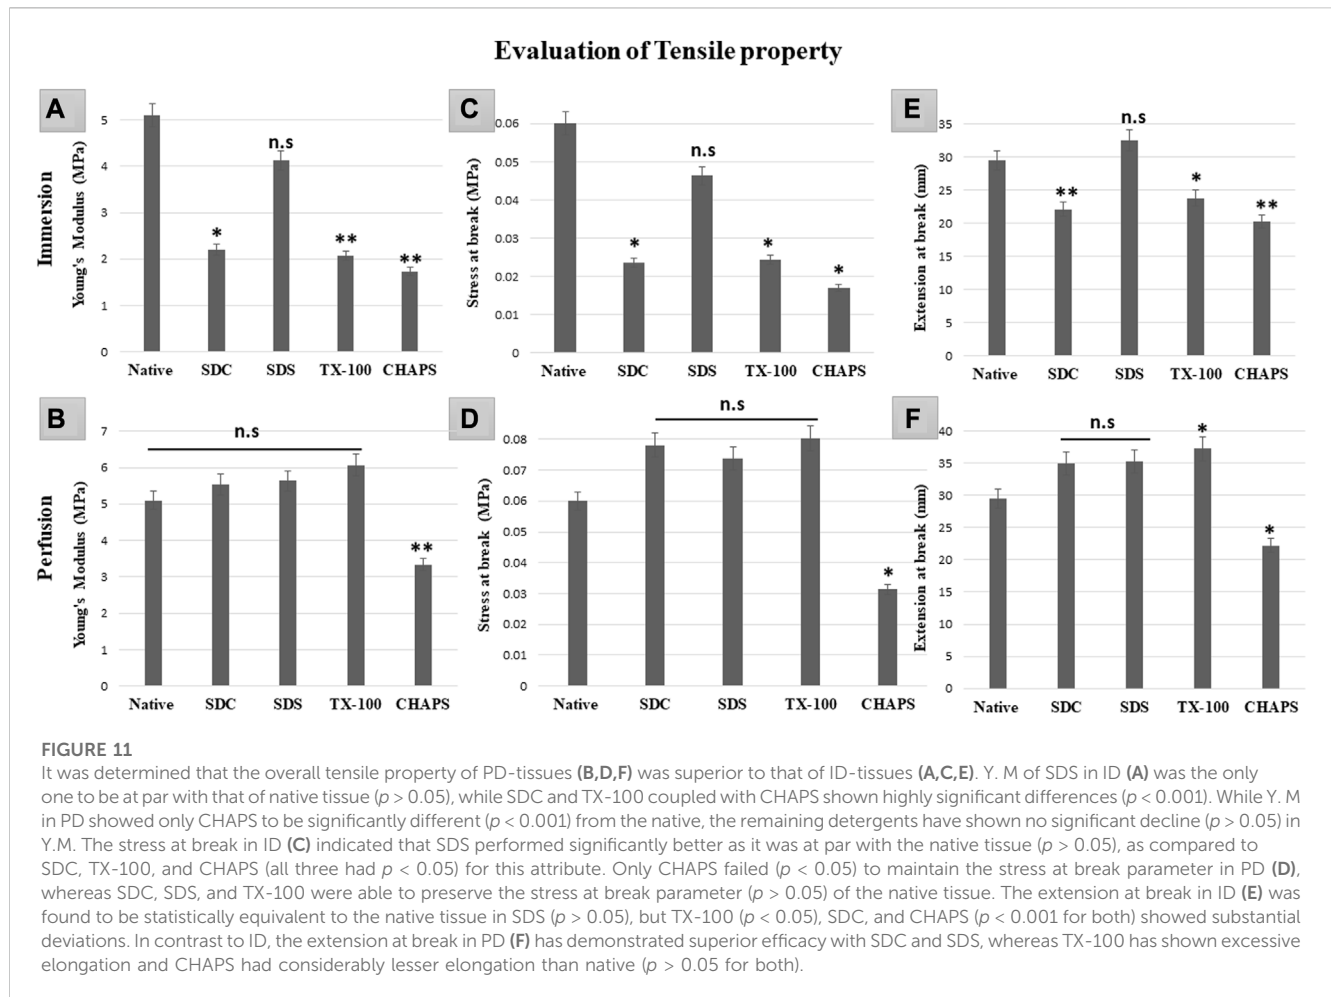 Evaluation of Tensile property
Immersion
A
Young's Modulus (MPa)
5
4
3
2
1
0
*
n.s
**
**
Native SDC SDS TX-100 CHAPS
C
Stress at break (MPa)
0.06
0.05
0.04
0.03
0.02
0.01
0
*
n.s
*
*
Native SDC SDS TX-100 CHAPS
E
Extension at break (mm)
35
30
25
20
15
10
5
0
**
n.s
*
**
Native SDC SDS TX-100 CHAPS
Perfusion
B
Young's Modulus (MPa)
7
6
5
4
3
2
1
0
n.s
**
Native SDC SDS TX-100 CHAPS
D
Stress at break (MPa)
0.08
0.07
0.06
0.05
0.04
0.03
0.02
0.01
0
n.s
*
Native SDC SDS TX-100 CHAPS
F
Extension at break (mm)
40
35
30
25
20
15
10
5
0
n.s
*
*
Native SDC SDS TX-100 CHAPS
FIGURE 11
It was determined that the overall tensile property of PD-tissues (B,D,F) was superior to that of ID-tissues (A,C,E). Y. M of SDS in ID (A) was the only
one to be at par with that of native tissue (p > 0.05), while SDC and TX-100 coupled with CHAPS shown highly significant differences (p < 0.001). While Y. M
in PD showed only CHAPS to be significantly different (p < 0.001) from the native, the remaining detergents have shown no significant decline (p > 0.05) in
Y.M. The stress at break in ID (C) indicated that SDS performed significantly better as it was at par with the native tissue (p > 0.05), as compared to
SDC, TX-100, and CHAPS (all three had p < 0.05) for this attribute. Only CHAPS failed (p < 0.05) to maintain the stress at break parameter in PD (D),
whereas SDC, SDS, and TX-100 were able to preserve the stress at break parameter (p > 0.05) of the native tissue. The extension at break in ID (E) was
found to be statistically equivalent to the native tissue in SDS (p > 0.05), but TX-100 (p < 0.05), SDC, and CHAPS (p < 0.001 for both) showed substantial
deviations. In contrast to ID, the extension at break in PD (F) has demonstrated superior efficacy with SDC and SDS, whereas TX-100 has shown excessive
elongation and CHAPS had considerably lesser elongation than native (p > 0.05 for both).